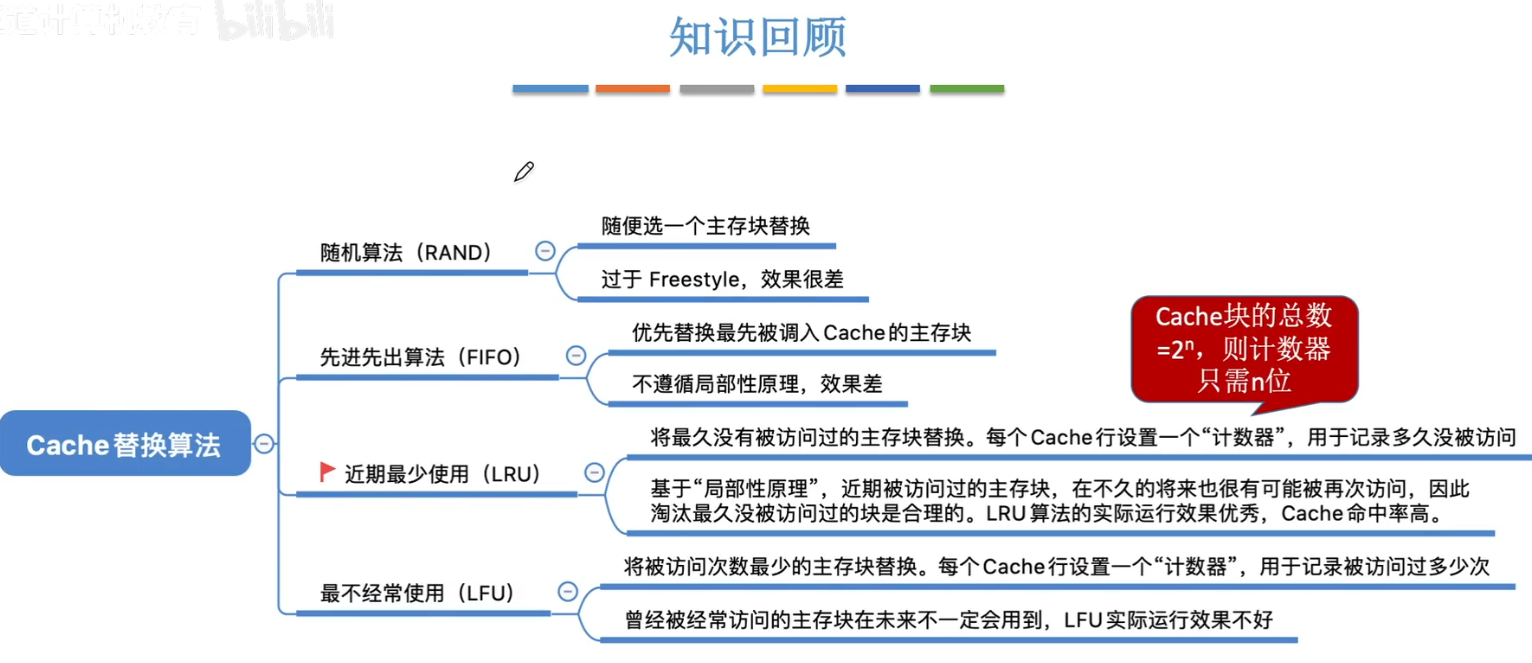 道计算机教育 bilibili
知识回顾
随机算法（RAND）
随便选一个主存块替换
过于 Freestyle，效果很差
先进先出算法（FIFO）
优先替换最先被调入Cache的主存块
不遵循局部性原理，效果差
Cache块的总数
=2ⁿ，则计数器
只需n位
Cache替换算法
近期最少使用（LRU）
将最久没有被访问过的主存块替换。每个Cache行设置一个“计数器”，用于记录多久没被访问
基于“局部性原理”，近期被访问过的主存块，在不久的将来也很有可能被再次访问，因此
淘汰最久没被访问过的块是合理的。LRU算法的实际运行效果优秀，Cache命中率高。
最不经常使用（LFU）
将被访问次数最少的主存块替换。每个Cache行设置一个“计数器”，用于记录被访问过多少次
曾经被经常访问的主存块在未来不一定会用到，LFU实际运行效果不好